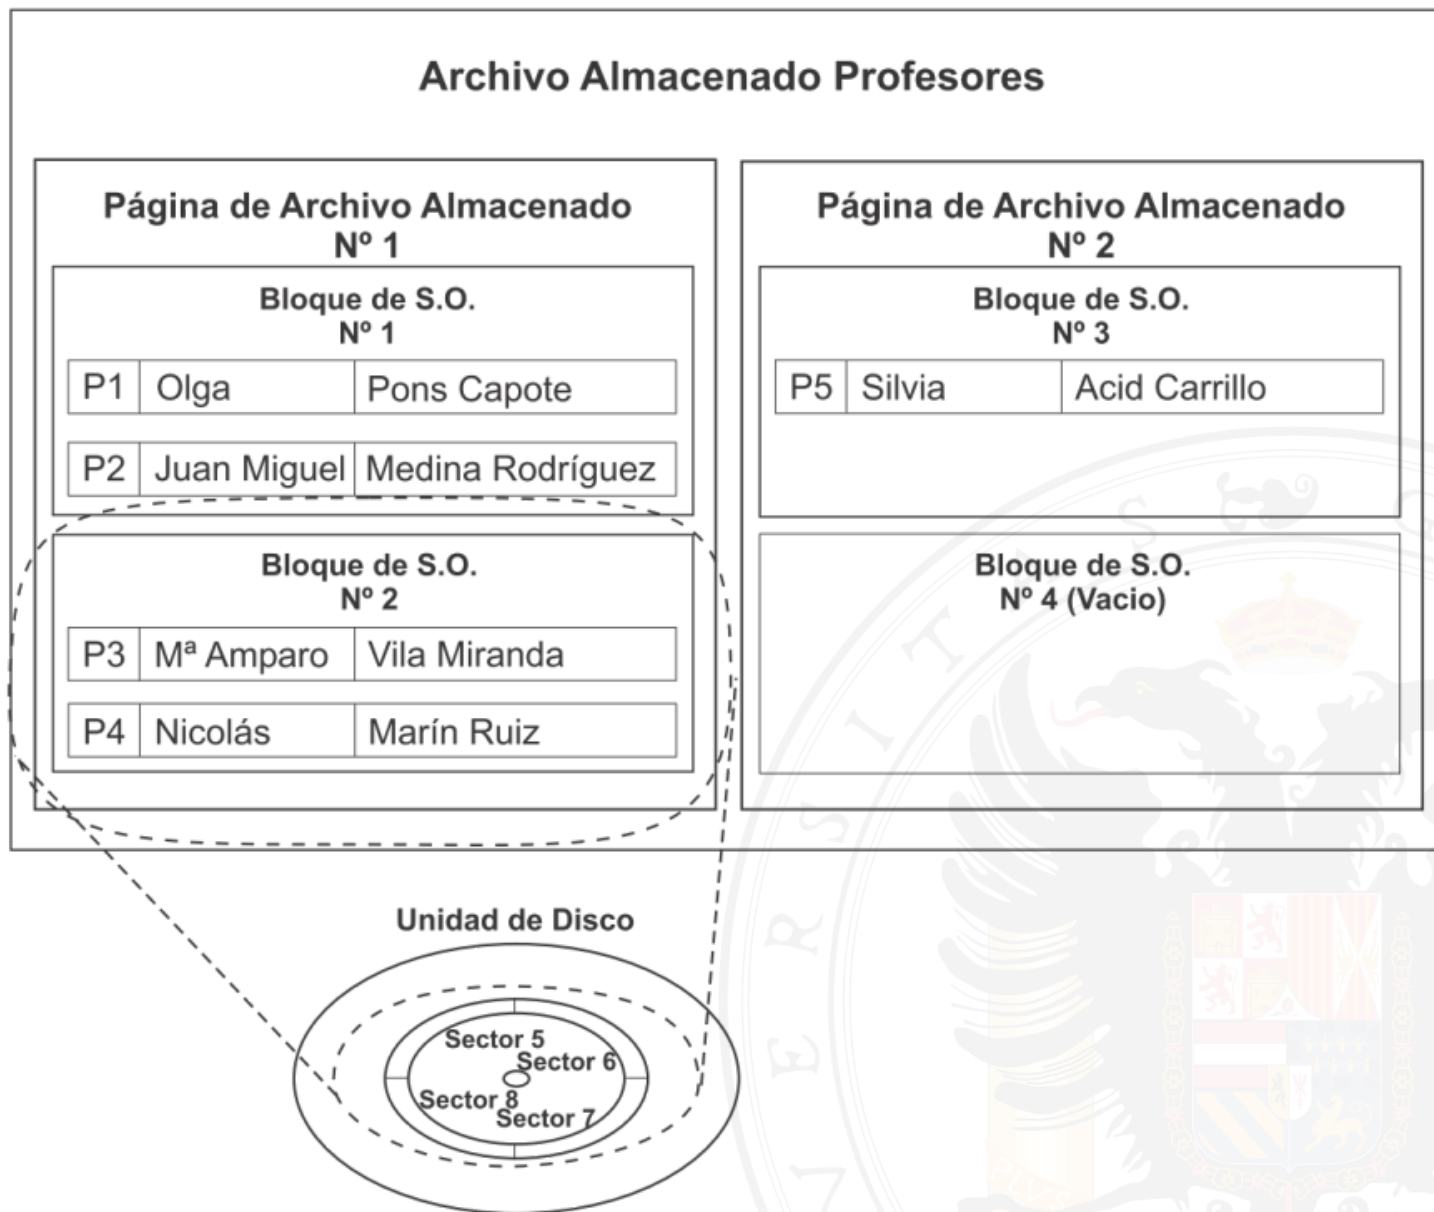 Archivo Almacenado Profesores
Página de Archivo Almacenado
Nº 1
Bloque de S.O.
Nº 1
P1 Olga Pons Capote
P2 Juan Miguel Medina Rodríguez
Bloque de S.O.
Nº 2
P3 Mª Amparo Vila Miranda
P4 Nicolás Marín Ruiz
Página de Archivo Almacenado
Nº 2
Bloque de S.O.
Nº 3
P5 Silvia Acid Carrillo
Bloque de S.O.
Nº 4 (Vacio)
Unidad de Disco
Sector 5
Sector 6
Sector 8
Sector 7
PLVS